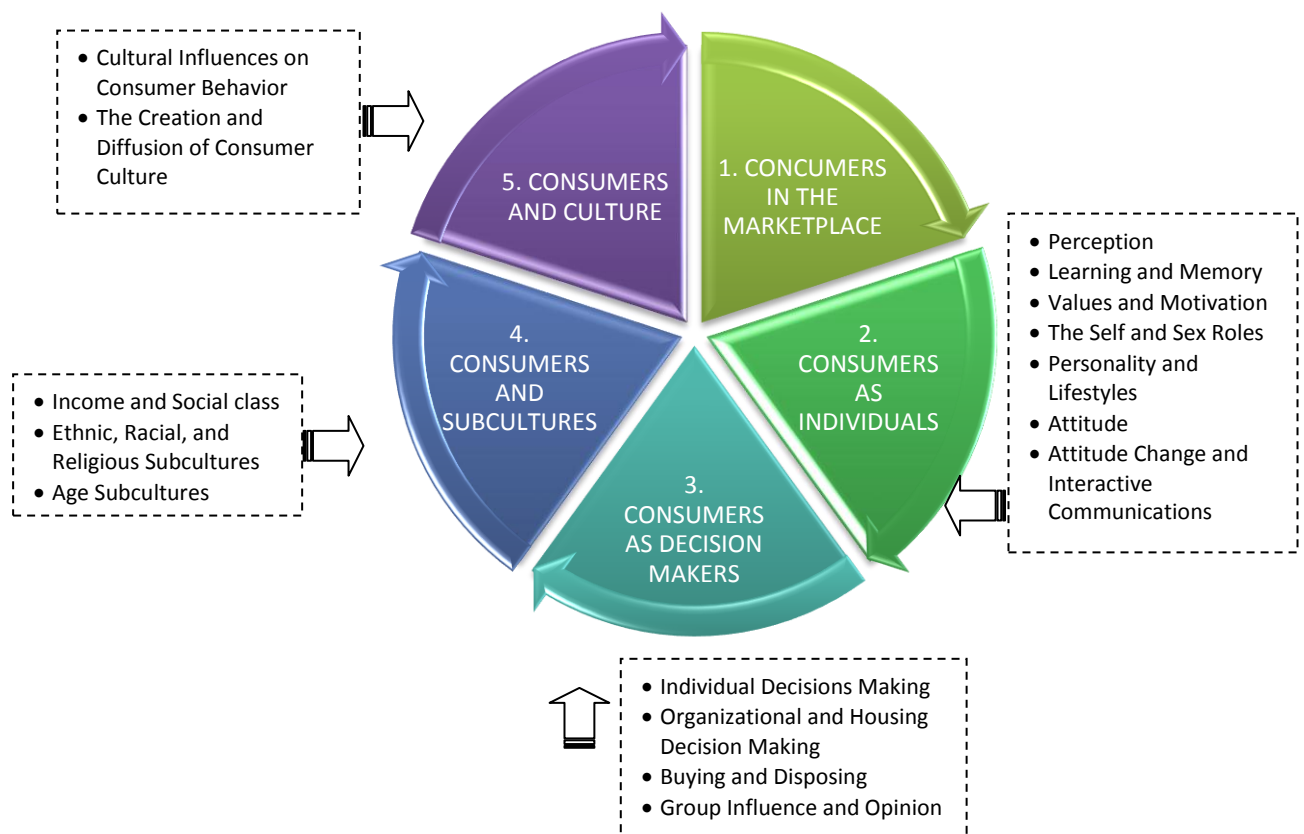 • Cultural Influences on
Consumer Behavior
• The Creation and
Diffusion of Consumer
Culture
5. CONSUMERS
AND CULTURE
1. CONCUMERS
IN THE
MARKETPLACE
• Perception
• Learning and Memory
• Values and Motivation
• The Self and Sex Roles
• Personality and
Lifestyles
• Attitude
• Attitude Change and
Interactive
Communications
2.
CONSUMERS
AS
INDIVIDUALS
4.
CONSUMERS
AND
SUBCULTURES
• Income and Social class
• Ethnic, Racial, and
Religious Subcultures
• Age Subcultures
3.
CONSUMERS
AS DECISION
MAKERS
• Individual Decisions Making
• Organizational and Housing
Decision Making
• Buying and Disposing
• Group Influence and Opinion